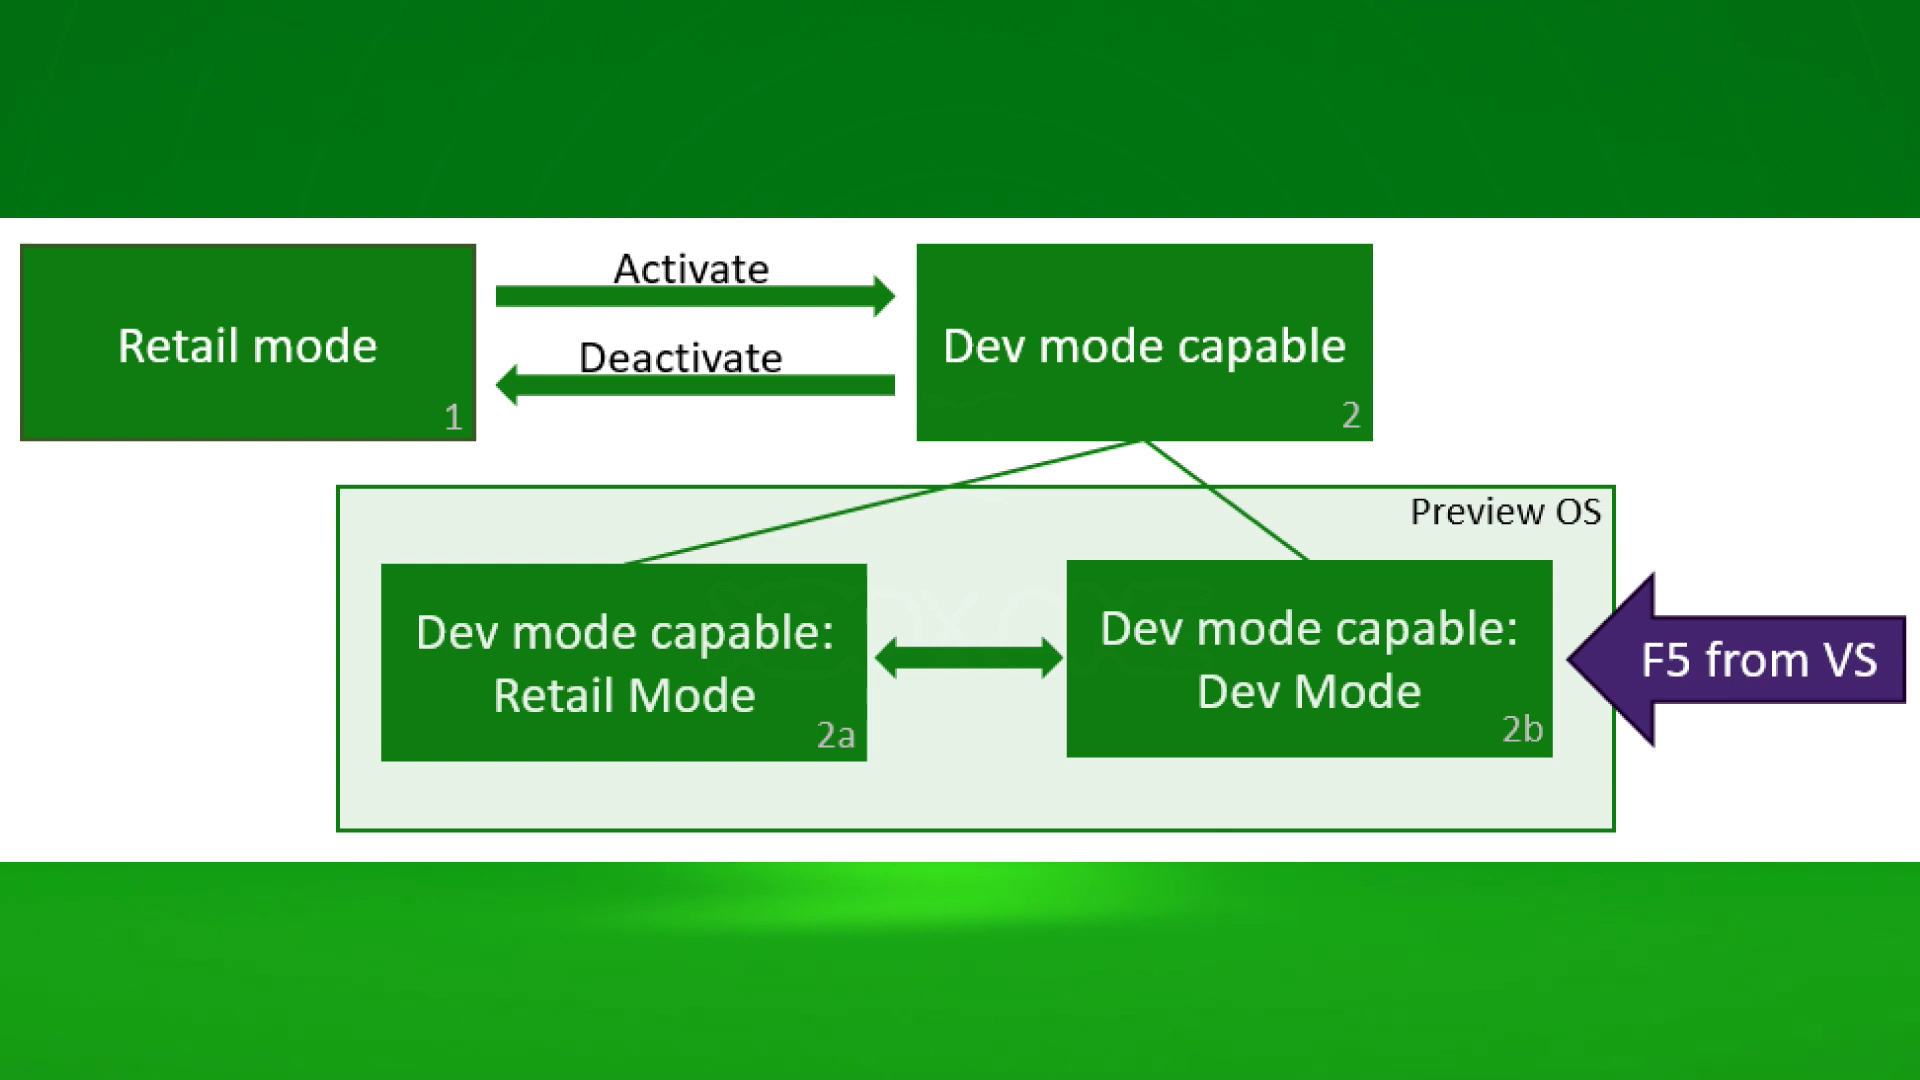 Retail mode
1
Activate
Deactivate
Dev mode capable
2
Preview OS
Dev mode capable:
Retail Mode
2a
Dev mode capable:
Dev Mode
2b
F5 from VS